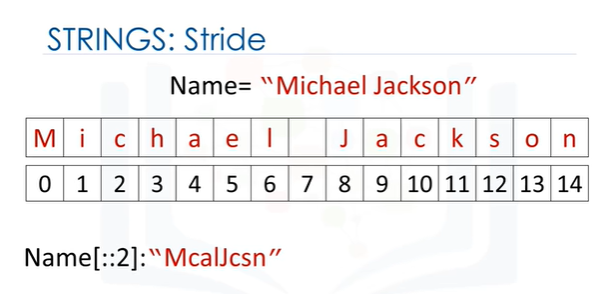 STRINGS: Stride
Name= “Michael Jackson”
M i c h a e l J a c k s o n
0 1 2 3 4 5 6 7 8 9 10 11 12 13 14
Name[::2]:“McalJcsn”